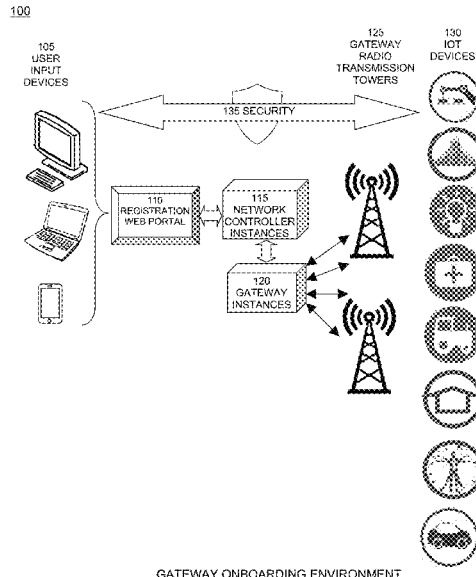 100
105
USER
INPUT
DEVICES
125
GATEWAY
RADIO
TRANSMISSION
TOWERS
130
IOT
DEVICES
135 SECURITY
110
REGISTRATION
WEB PORTAL
115
NETWORK
CONTROLLER
INSTANCES
120
GATEWAY
INSTANCES
GATEWAY ONBOARDING ENVIRONMENT